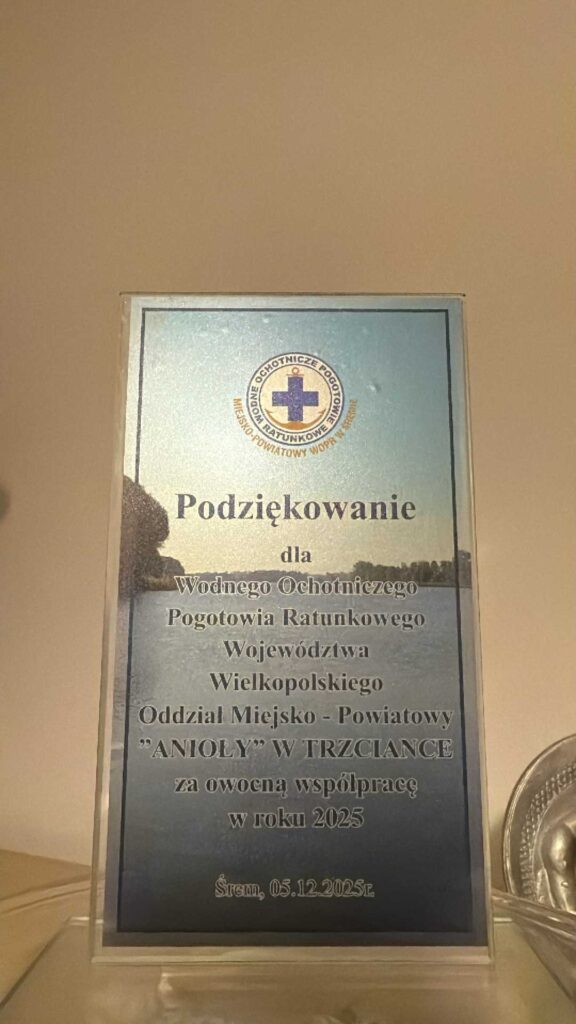 WODNE OCHOTNICZE POGOTOWIE RATUNKOWE
MIEJSKO-POWIATOWY WOPR W ŚREMIE
Podziękowanie
dla
Wodnego Ochotniczego
Pogotowia Ratunkowego
Województwa
Wielkopolskiego
Oddział Miejsko - Powiatowy
”ANIOŁY” W TRZCIANCE
za owocną współpracę
w roku 2025
Śrem, 05.12.2025r.